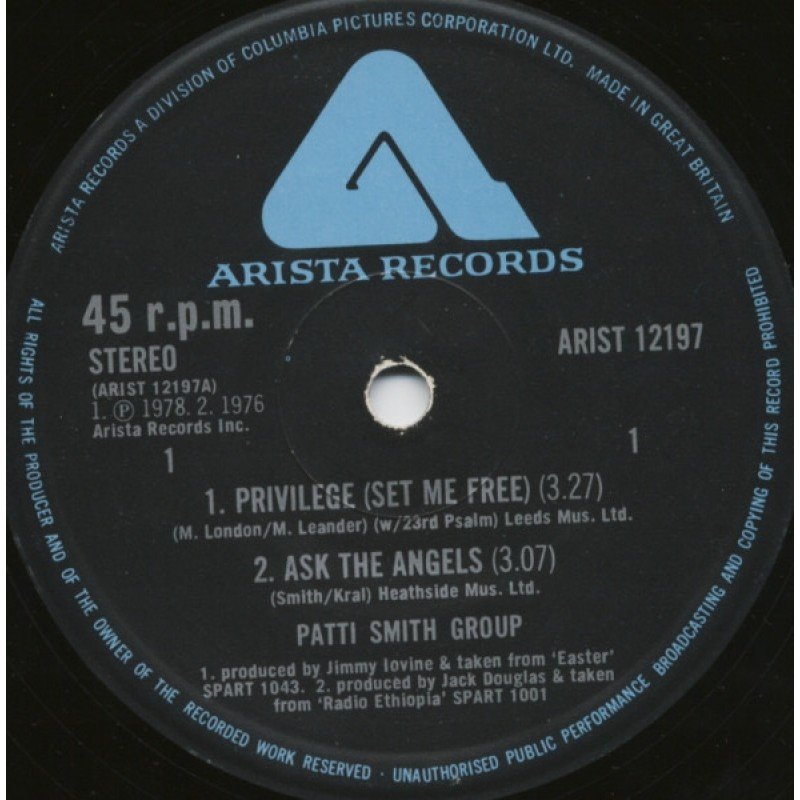 ARISTA RECORDS A DIVISION OF COLUMBIA PICTURES CORPORATION LTD. MADE IN GREAT BRITAIN
ARISTA RECORDS
45 r.p.m.
STEREO
(ARIST 12197A)
1. Ⓟ 1978. 2. 1976
Arista Records Inc.
ARIST 12197
1
1
1. PRIVILEGE (SET ME FREE) (3.27)
(M. London/M. Leander) (w/23rd Psalm) Leeds Mus. Ltd.
2. ASK THE ANGELS (3.07)
(Smith/Kral) Heathside Mus. Ltd.
PATTI SMITH GROUP
1. produced by Jimmy Iovine & taken from ‘Easter’
SPART 1043. 2. produced by Jack Douglas & taken
from ‘Radio Ethiopia’ SPART 1001
ALL RIGHTS OF THE PRODUCER AND OF THE OWNER OF THE RECORDED WORK RESERVED · UNAUTHORISED PUBLIC PERFORMANCE BROADCASTING AND COPYING OF THIS RECORD PROHIBITED